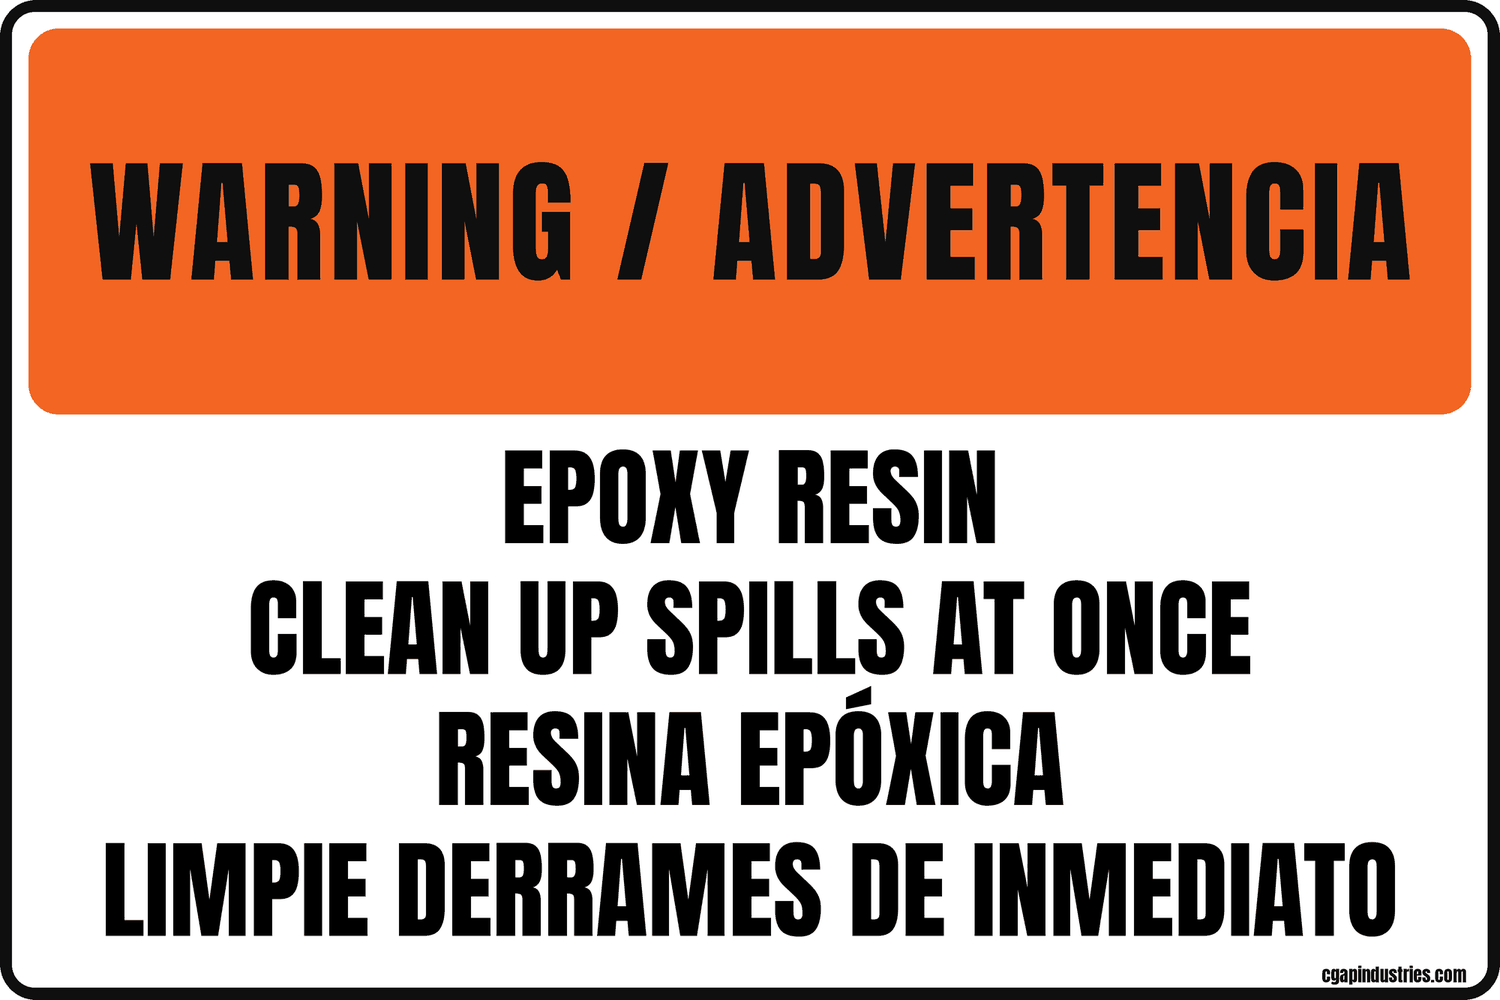 WARNING / ADVERTENCIA
EPOXY RESIN
CLEAN UP SPILLS AT ONCE
RESINA EPÓXICA
LIMPIE DERRAMES DE INMEDIATO
cgapindustries.com